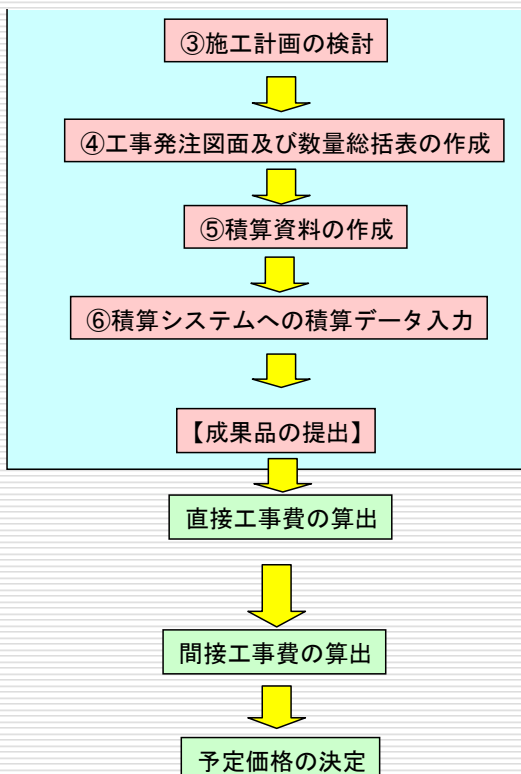 ③施工計画の検討
④工事発注図面及び数量総括表の作成
⑤積算資料の作成
⑥積算システムへの積算データ入力
【成果品の提出】
直接工事費の算出
間接工事費の算出
予定価格の決定